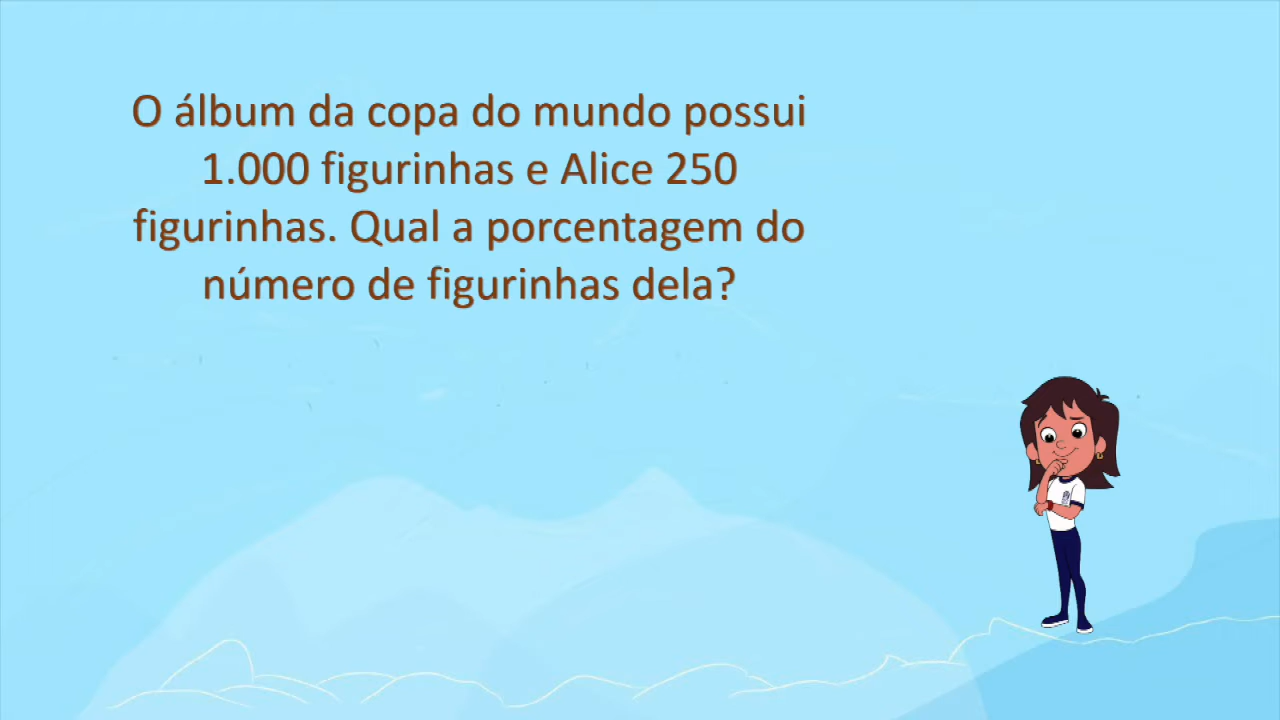 O álbum da copa do mundo possui
1.000 figurinhas e Alice 250
figurinhas. Qual a porcentagem do
número de figurinhas dela?